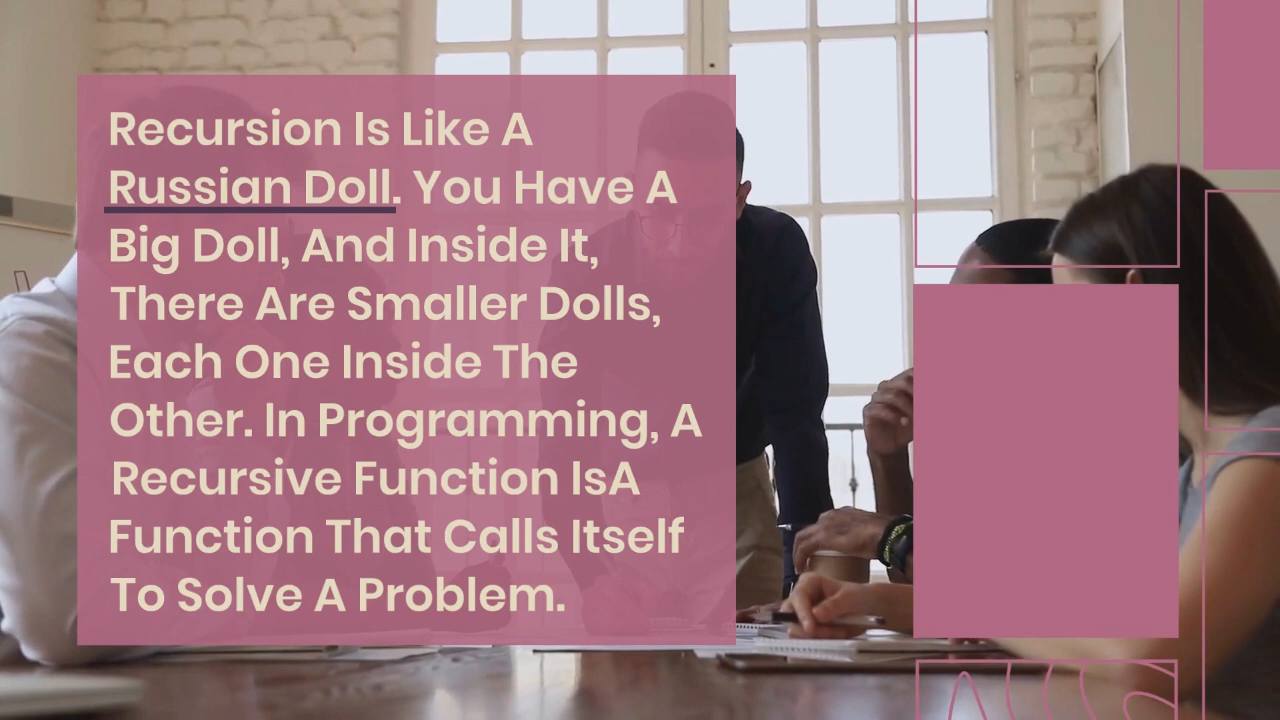 Recursion Is Like A
Russian Doll. You Have A
Big Doll, And Inside It,
There Are Smaller Dolls,
Each One Inside The
Other. In Programming, A
Recursive Function IsA
Function That Calls Itself
To Solve A Problem.